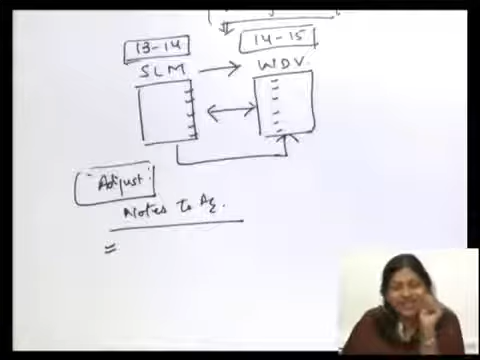 13-14 14-15
SLM → WDV.
"Adjust"
Notes To A/c.
=